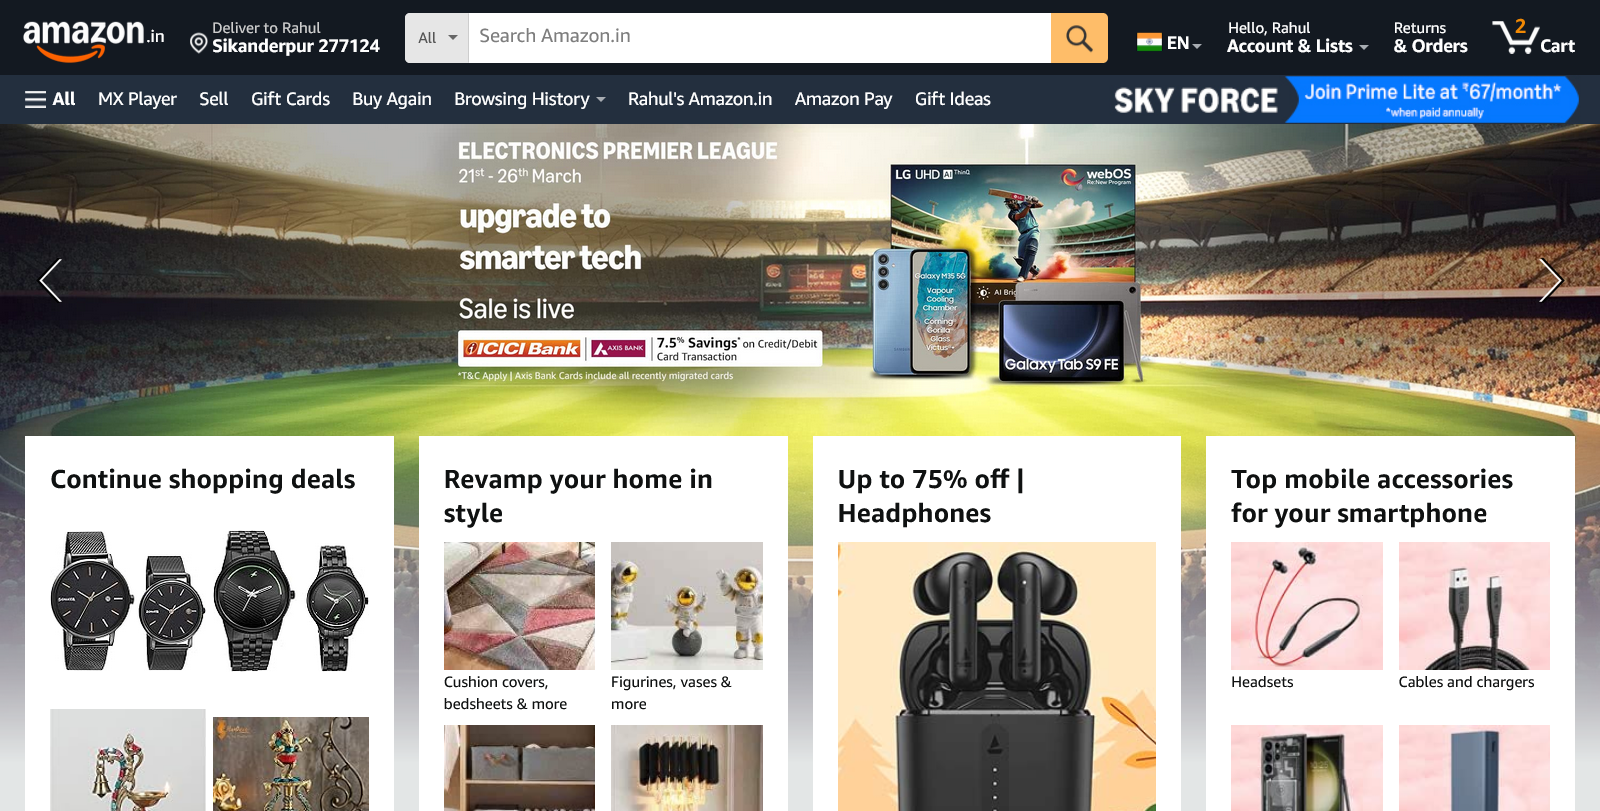 amazon.in
Deliver to Rahul
Sikanderpur 277124
All
Search Amazon.in
EN
Hello, Rahul
Account & Lists
Returns
& Orders
2
Cart
All
MX Player
Sell
Gift Cards
Buy Again
Browsing History
Rahul's Amazon.in
Amazon Pay
Gift Ideas
SKY FORCE
Join Prime Lite at ₹67/month*
*when paid annually
ELECTRONICS PREMIER LEAGUE
21st - 26th March
upgrade to
smarter tech
Sale is live
ICICI Bank
AXIS BANK
7.5% Savings* on Credit/Debit
Card Transaction
*T&C Apply | Axis Bank Cards include all recently migrated cards
LG UHD AI ThinQ
webOS
Re:New Program
Galaxy M35 5G
Vapour
Cooling
Chamber
Corning
Gorilla
Glass
Victus+
AI Brig
Galaxy Tab S9 FE
Continue shopping deals
SONATA
SONATA
Revamp your home in
style
Cushion covers,
bedsheets & more
Figurines, vases &
more
Up to 75% off |
Headphones
Top mobile accessories
for your smartphone
Headsets
Cables and chargers